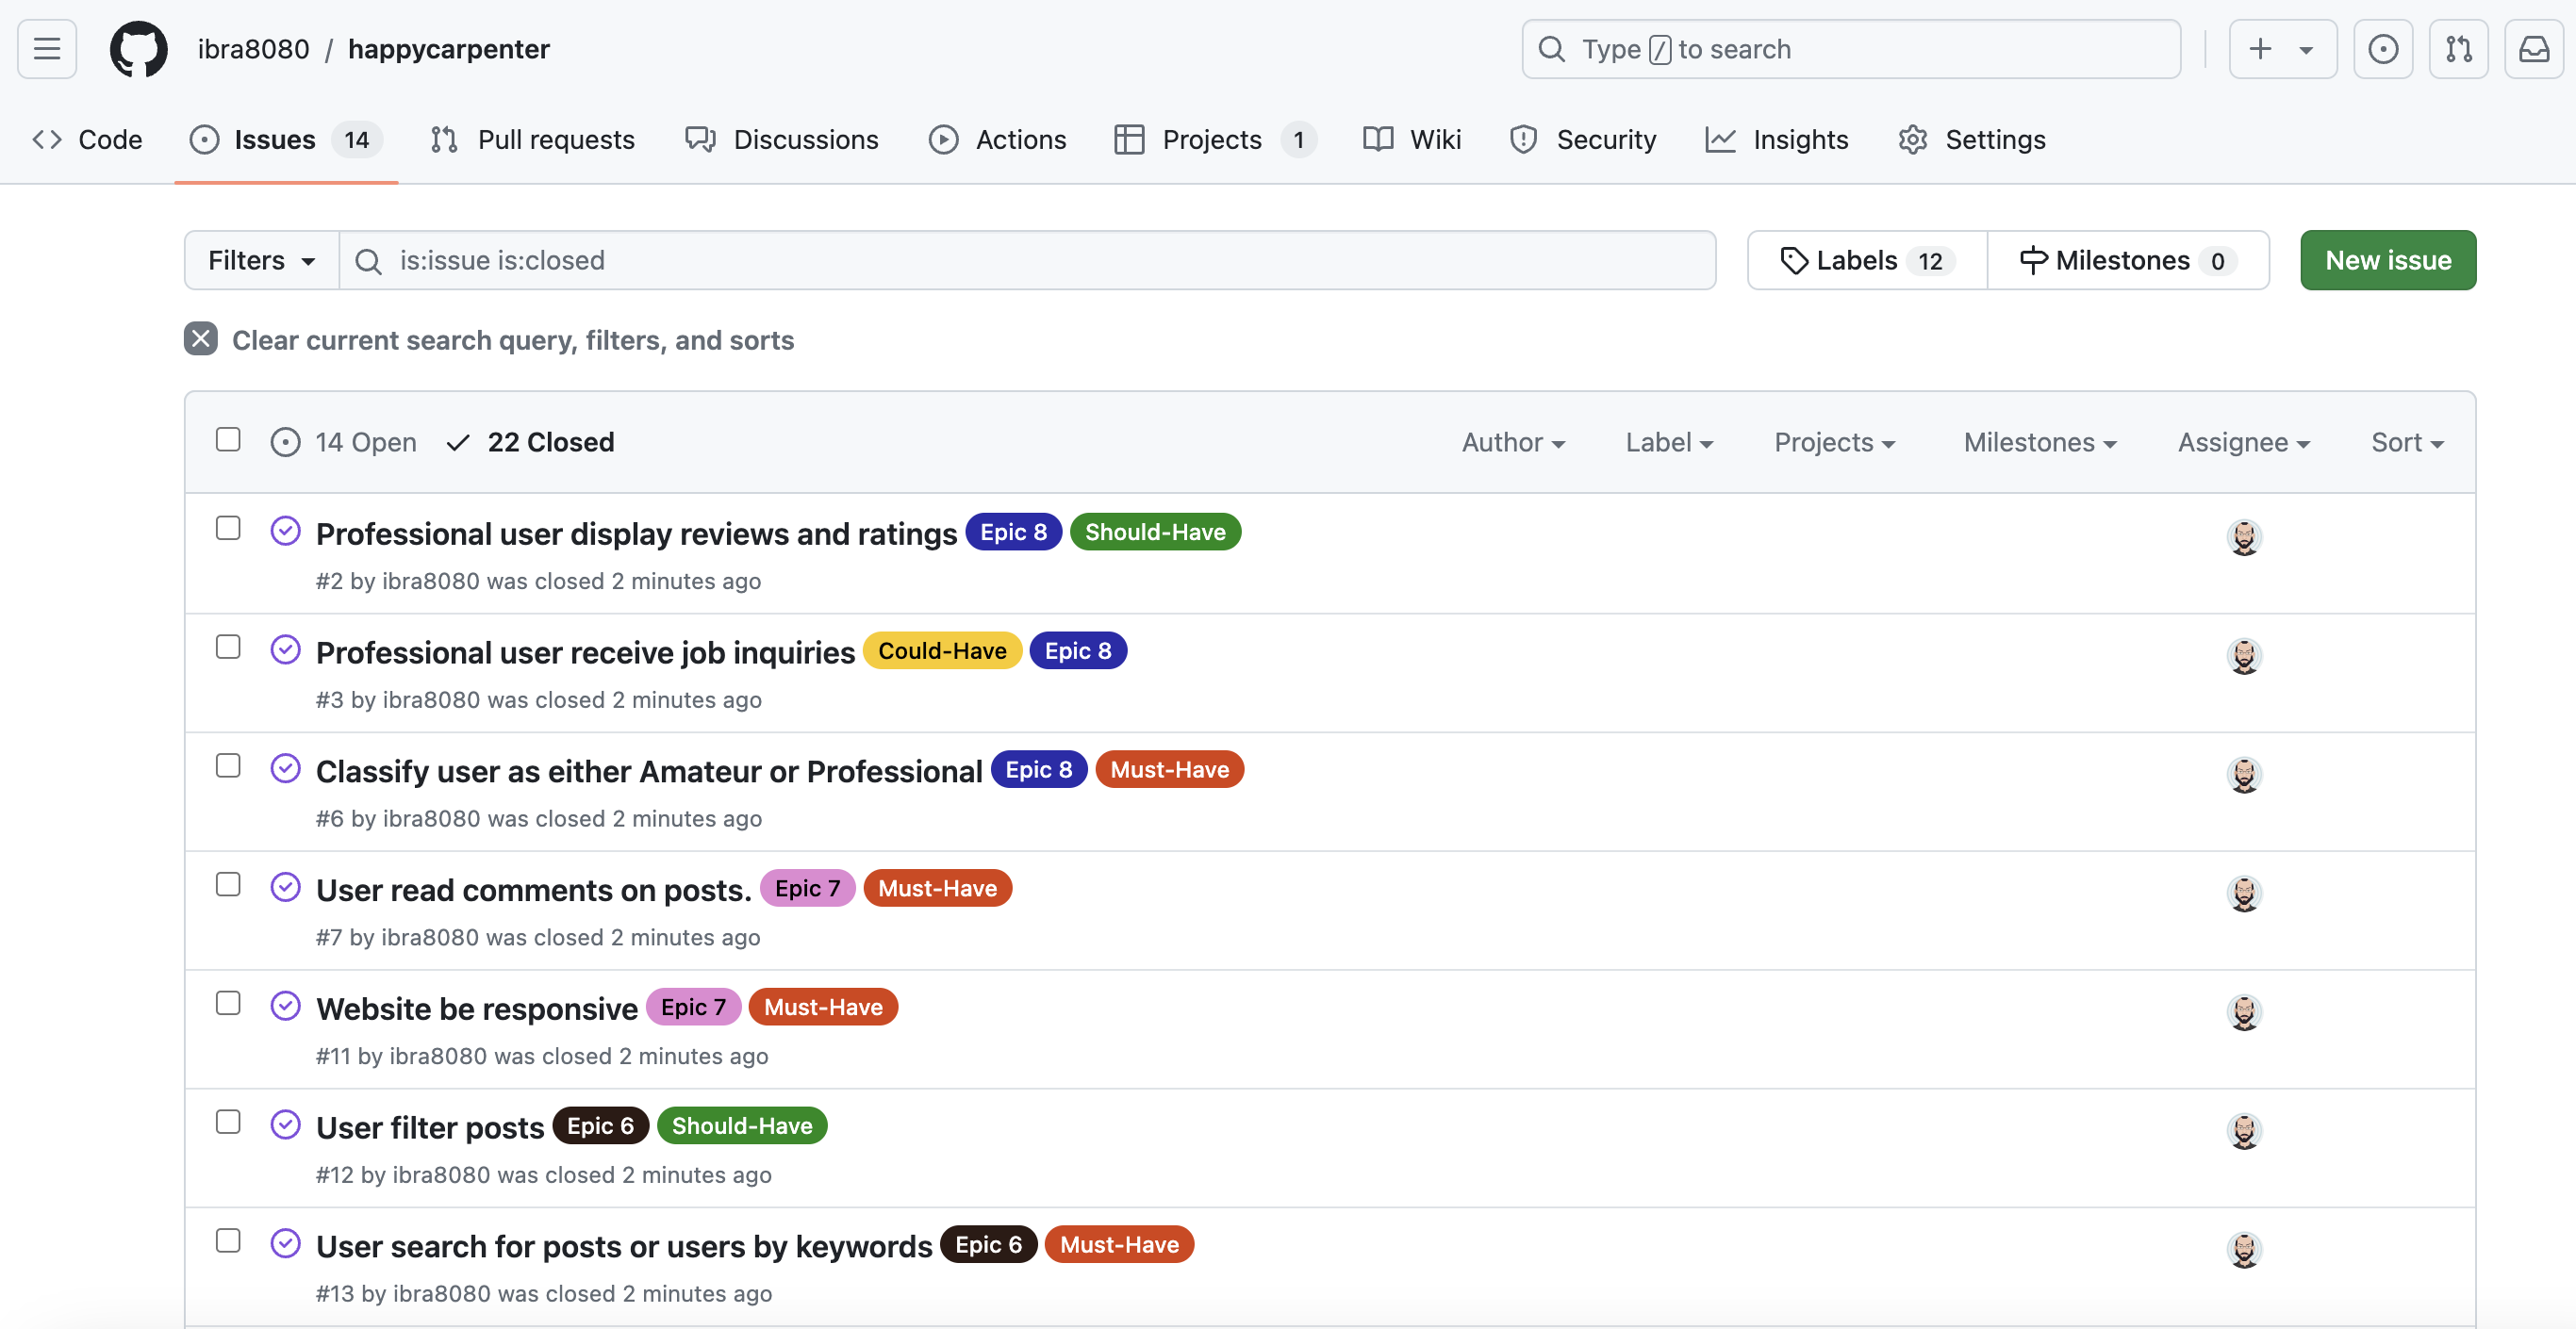 ibra8080 / happycarpenter
Type / to search
Code Issues 14 Pull requests Discussions Actions Projects 1 Wiki Security Insights Settings
Filters is:issue is:closed Labels 12 Milestones 0 New issue
Clear current search query, filters, and sorts
14 Open 22 Closed Author Label Projects Milestones Assignee Sort
Professional user display reviews and ratings Epic 8 Should-Have
#2 by ibra8080 was closed 2 minutes ago
Professional user receive job inquiries Could-Have Epic 8
#3 by ibra8080 was closed 2 minutes ago
Classify user as either Amateur or Professional Epic 8 Must-Have
#6 by ibra8080 was closed 2 minutes ago
User read comments on posts. Epic 7 Must-Have
#7 by ibra8080 was closed 2 minutes ago
Website be responsive Epic 7 Must-Have
#11 by ibra8080 was closed 2 minutes ago
User filter posts Epic 6 Should-Have
#12 by ibra8080 was closed 2 minutes ago
User search for posts or users by keywords Epic 6 Must-Have
#13 by ibra8080 was closed 2 minutes ago